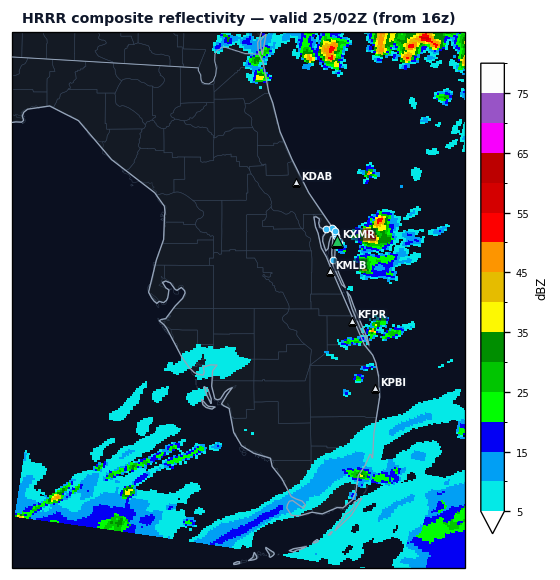 HRRR composite reflectivity — valid 25/02Z (from 16z)
KDAB
KXMR
KMLB
KFPR
KPBI
75
65
55
45
35
25
15
5
dBZ